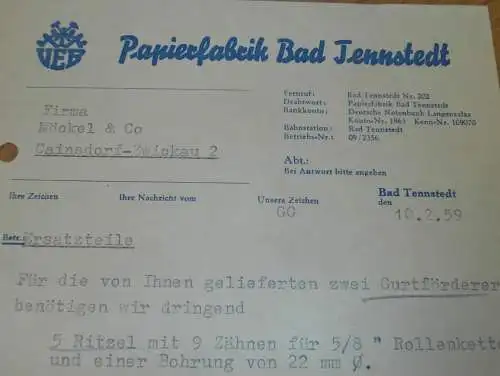 VEB Papierfabrik Bad Tennstedt
Firma
Möckel & Co
Cainsdorf-Zwickau 2
Fernruf: Bad Tennstedt Nr. 202
Drahtwort: Papierfabrik Bad Tennstedt
Bankkonto: Deutsche Notenbank Langensalza
Konto-Nr. 1863 Kenn-Nr. 109070
Bahnstation: Bad Tennstedt
Betriebs-Nr.: 09/2356
Abt.:
Bei Antwort bitte angeben
Ihre Zeichen Ihre Nachricht vom Unsere Zeichen Bad Tennstedt
GO den 10.2.59
Betr. Ersatzteile
Für die von Ihnen gelieferten zwei Gurtförderer
benötigen wir dringend
5 Ritzel mit 9 Zähnen für 5/8 " Rollenkette
und einer Bohrung von 22 mm Ø.